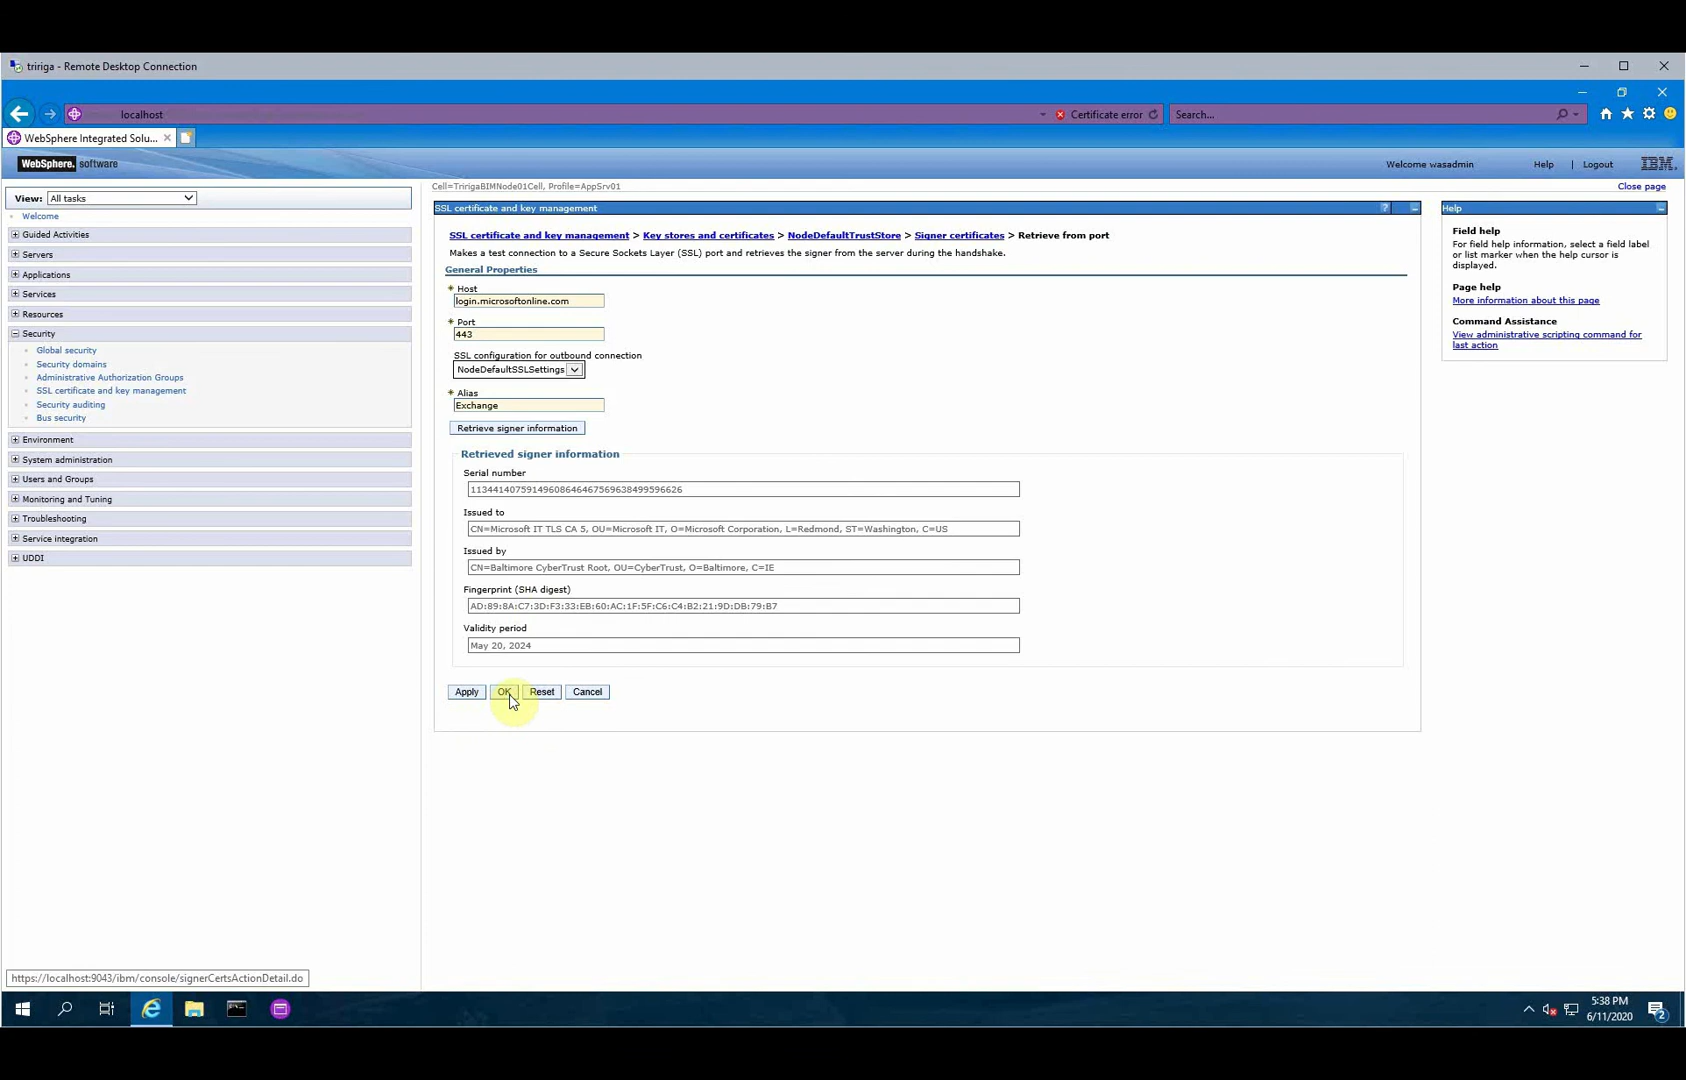 tririga - Remote Desktop Connection
localhost
Certificate error
Search...
WebSphere Integrated Solu...
WebSphere. software
Welcome wasadmin
Help
Logout
IBM.
View: All tasks
Cell=TririgaBIMNode01Cell, Profile=AppSrv01
Close page
Welcome
Guided Activities
Servers
Applications
Services
Resources
Security
Global security
Security domains
Administrative Authorization Groups
SSL certificate and key management
Security auditing
Bus security
Environment
System administration
Users and Groups
Monitoring and Tuning
Troubleshooting
Service integration
UDDI
SSL certificate and key management
?
SSL certificate and key management > Key stores and certificates > NodeDefaultTrustStore > Signer certificates > Retrieve from port
Makes a test connection to a Secure Sockets Layer (SSL) port and retrieves the signer from the server during the handshake.
General Properties
* Host
login.microsoftonline.com
* Port
443
SSL configuration for outbound connection
NodeDefaultSSLSettings
* Alias
Exchange
Retrieve signer information
Retrieved signer information
Serial number
Issued to
CN=Microsoft IT TLS CA 5, OU=Microsoft IT, O=Microsoft Corporation, L=Redmond, ST=Washington, C=US
Issued by
CN=Baltimore CyberTrust Root, OU=CyberTrust, O=Baltimore, C=IE
Fingerprint (SHA digest)
AD:89:8A:C7:3D:F3:33:EB:60:AC:1F:5F:C6:C4:B2:21:9D:DB:79:B7
Validity period
May 20, 2024
Apply
OK
Reset
Cancel
Help
Field help
For field help information, select a field label
or list marker when the help cursor is
displayed.
Page help
More information about this page
Command Assistance
View administrative scripting command for
last action
https://localhost:9043/ibm/console/signerCertsActionDetail.do
5:38 PM
6/11/2020
2